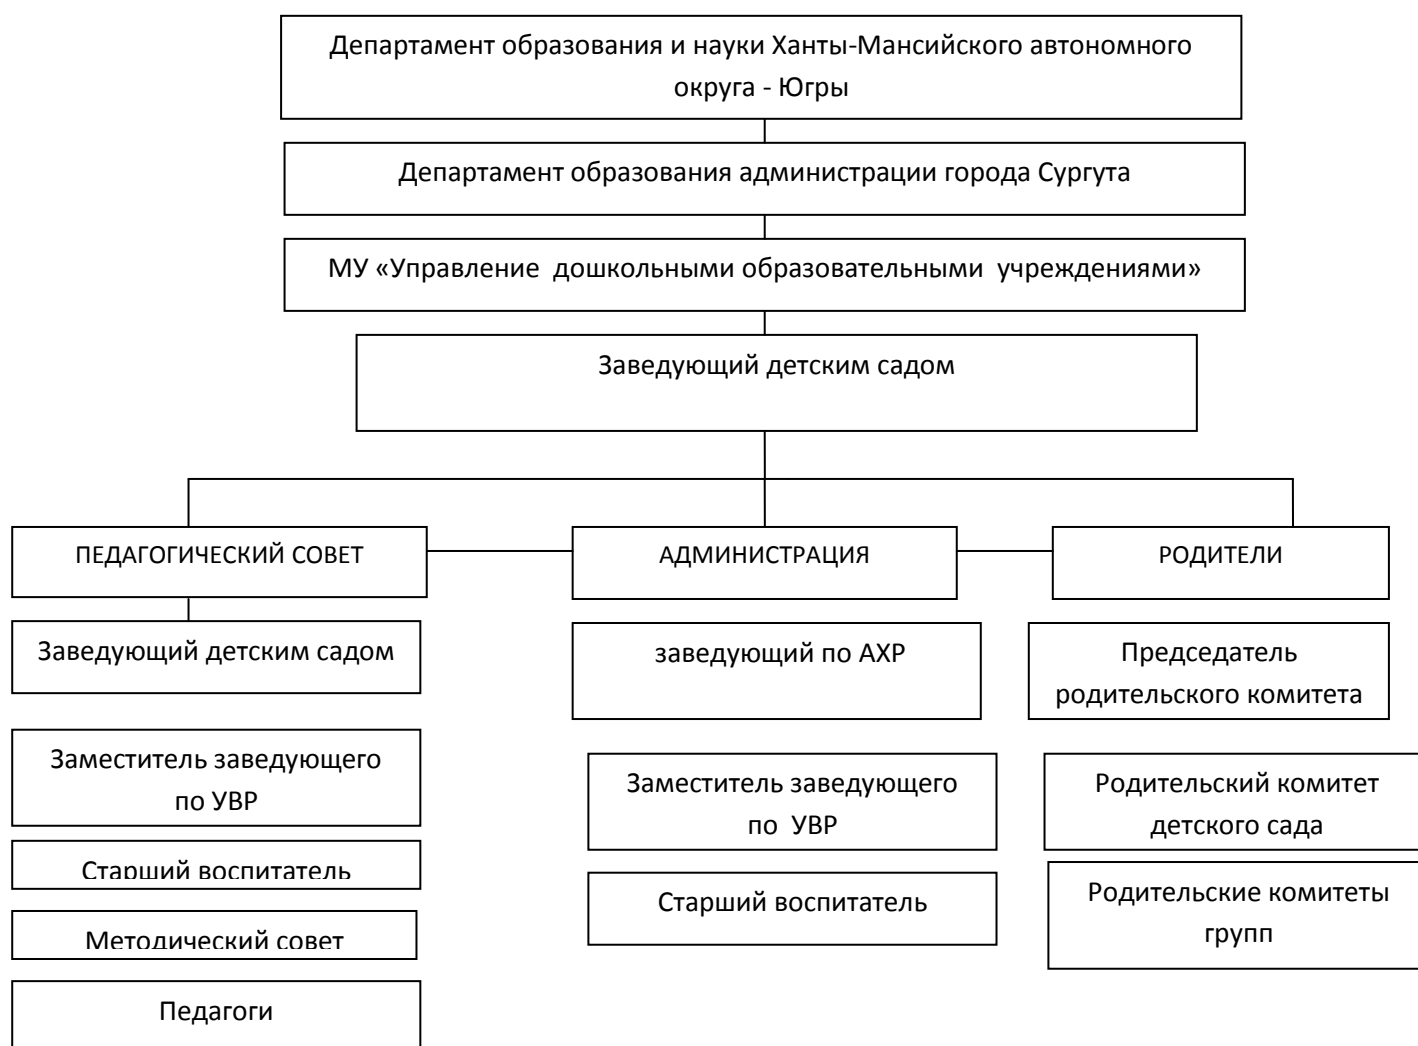 Департамент образования и науки Ханты-Мансийского автономного
округа - Югры
Департамент образования администрации города Сургута
МУ «Управление дошкольными образовательными учреждениями»
Заведующий детским садом
ПЕДАГОГИЧЕСКИЙ СОВЕТ
Заведующий детским садом
Заместитель заведующего
по УВР
Старший воспитатель
Методический совет
Педагоги
АДМИНИСТРАЦИЯ
заведующий по АХР
Заместитель заведующего
по УВР
Старший воспитатель
РОДИТЕЛИ
Председатель
родительского комитета
Родительский комитет
детского сада
Родительские комитеты
групп